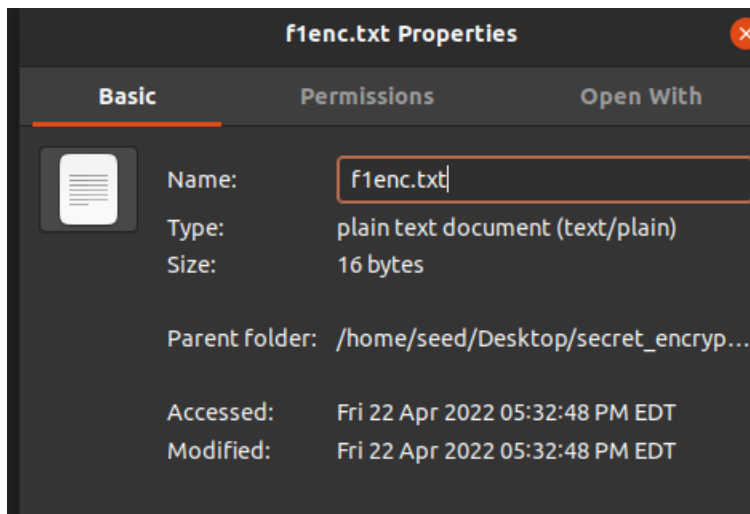 f1enc.txt Properties
Basic Permissions Open With
Name: f1enc.txt
Type: plain text document (text/plain)
Size: 16 bytes
Parent folder: /home/seed/Desktop/secret_encryp...
Accessed: Fri 22 Apr 2022 05:32:48 PM EDT
Modified: Fri 22 Apr 2022 05:32:48 PM EDT